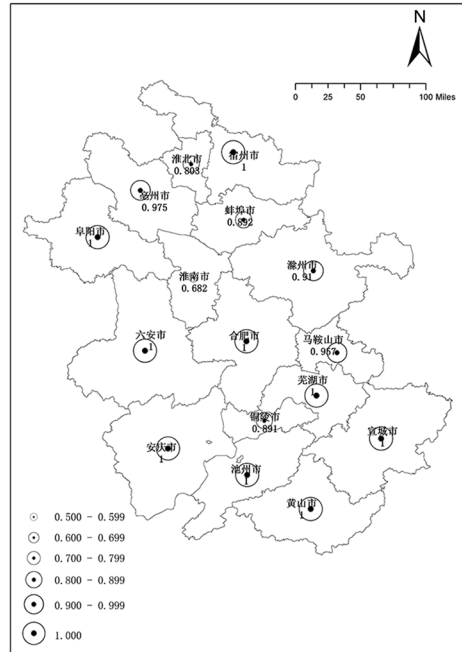 N
0 25 50 100 Miles
宿州市
1
淮北市
0.803
亳州市
0.975
蚌埠市
0.892
阜阳市
1
滁州市
0.91
淮南市
0.682
六安市
1
合肥市
1
马鞍山市
0.957
芜湖市
1
铜陵市
0.891
宣城市
1
安庆市
1
池州市
1
黄山市
1
0.500 - 0.599
0.600 - 0.699
0.700 - 0.799
0.800 - 0.899
0.900 - 0.999
1.000